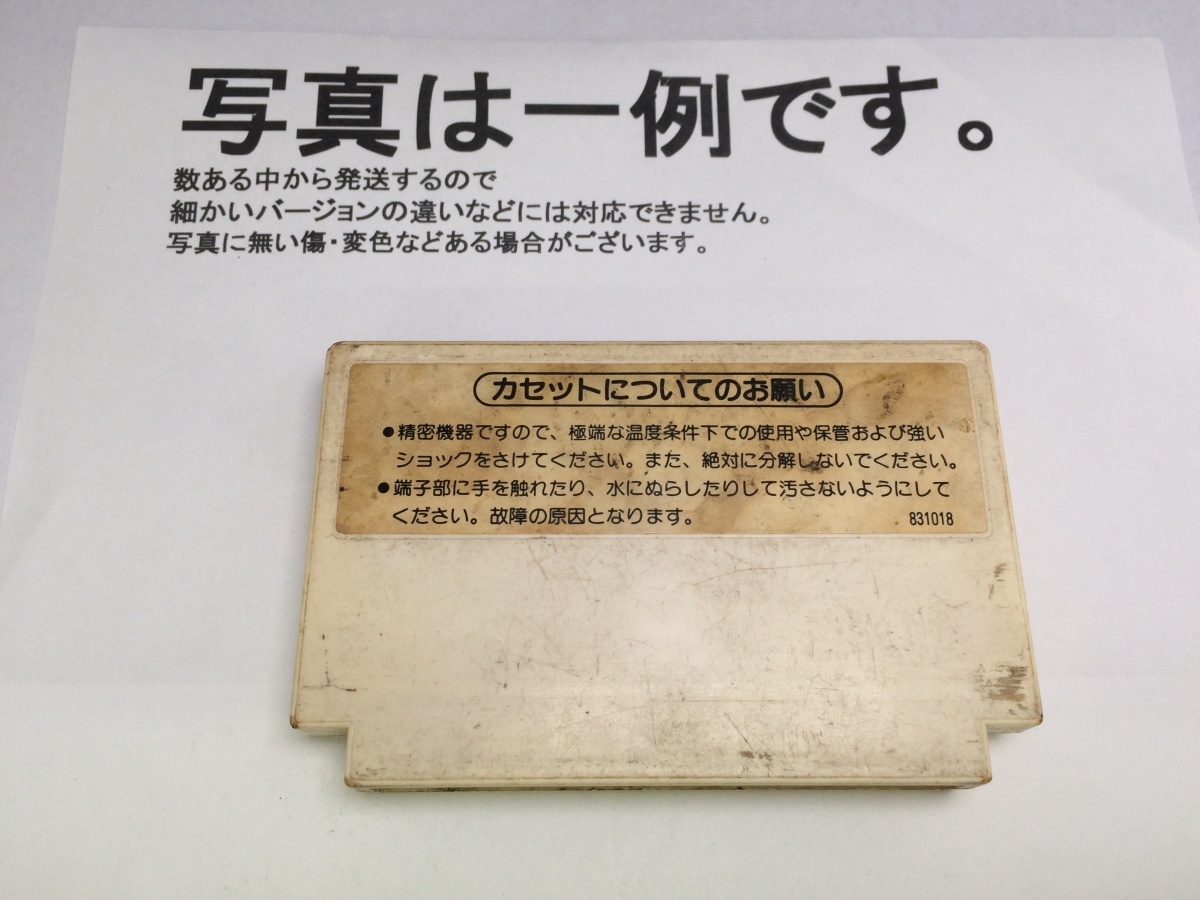 写真は一例です。
数ある中から発送するので
細かいバージョンの違いなどには対応できません。
写真に無い傷・変色などある場合がございます。
カセットについてのお願い
●精密機器ですので、極端な温度条件下での使用や保管および強い
ショックをさけてください。また、絶対に分解しないでください。
●端子部に手を触れたり、水にぬらしたりして汚さないようにして
ください。故障の原因となります。
831018